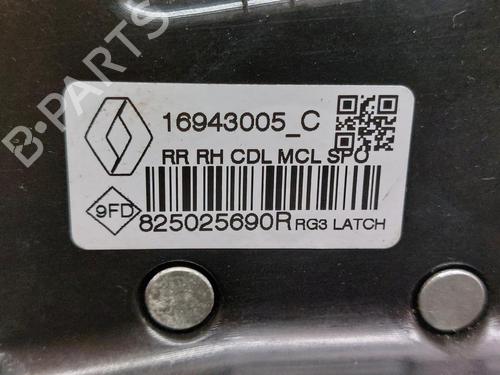 B-PARTS
16943005_C
RR RH CDL MCL SPO
9FD
825025690R RG3 LATCH